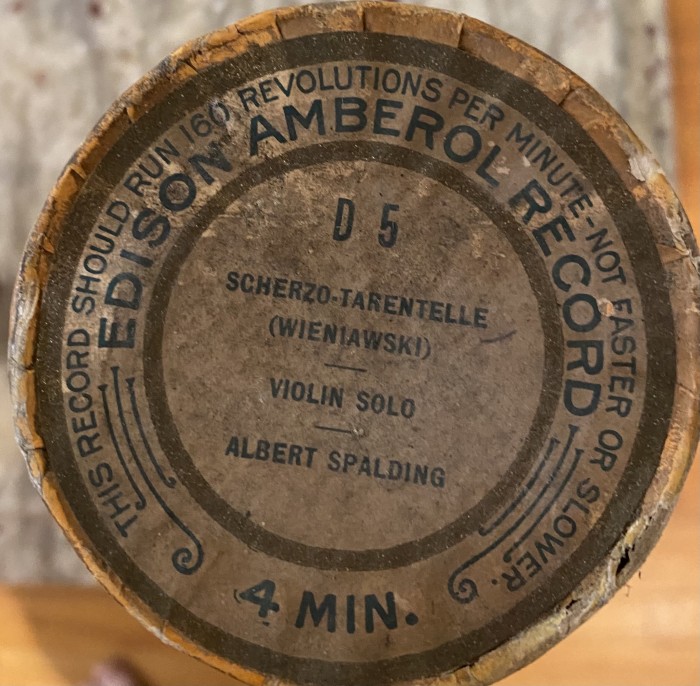 THIS RECORD SHOULD RUN 160 REVOLUTIONS PER MINUTE-NOT FASTER OR SLOWER.
EDISON AMBEROL RECORD
D 5
SCHERZO-TARENTELLE
(WIENIAWSKI)
VIOLIN SOLO
ALBERT SPALDING
4 MIN.